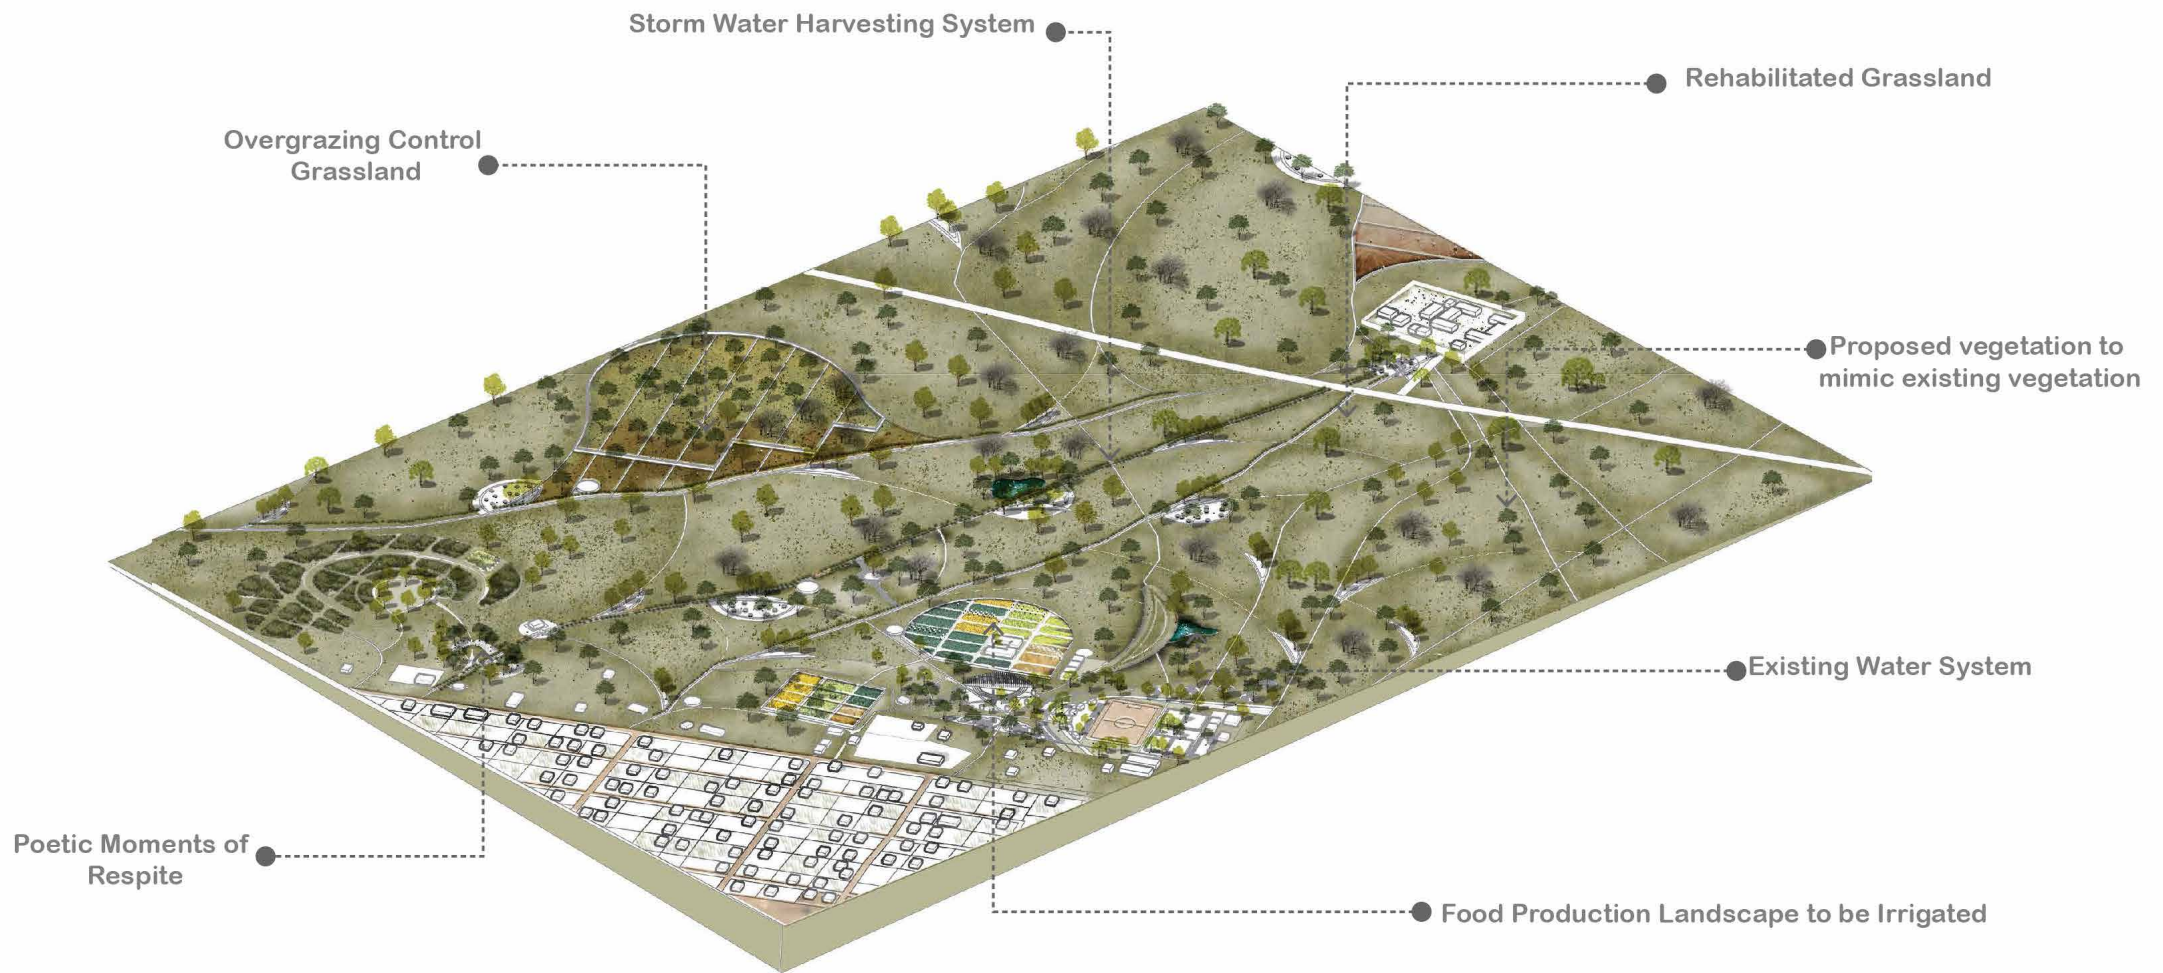 Storm Water Harvesting System
Rehabilitated Grassland
Overgrazing Control
Grassland
Proposed vegetation to
mimic existing vegetation
Existing Water System
Poetic Moments of
Respite
Food Production Landscape to be Irrigated